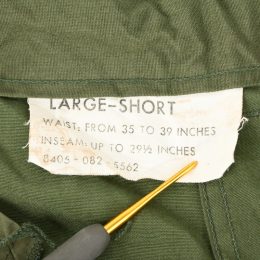 LARGE-SHORT
WAIST: FROM 35 TO 39 INCHES
INSEAM: UP TO 29½ INCHES
8405-082-5562